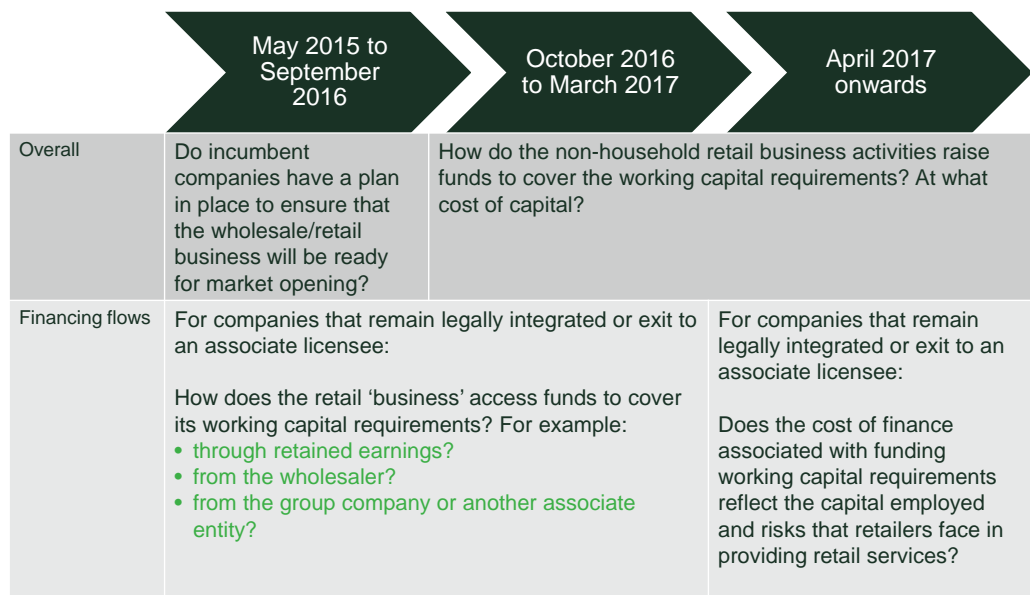 May 2015 to
September
2016
October 2016
to March 2017
April 2017
onwards
Overall
Do incumbent
companies have a plan
in place to ensure that
the wholesale/retail
business will be ready
for market opening?
How do the non-household retail business activities raise
funds to cover the working capital requirements? At what
cost of capital?
Financing flows
For companies that remain legally integrated or exit to
an associate licensee:
How does the retail ‘business’ access funds to cover
its working capital requirements? For example:
• through retained earnings?
• from the wholesaler?
• from the group company or another associate
entity?
For companies that remain
legally integrated or exit to an
associate licensee:
Does the cost of finance
associated with funding
working capital requirements
reflect the capital employed
and risks that retailers face in
providing retail services?